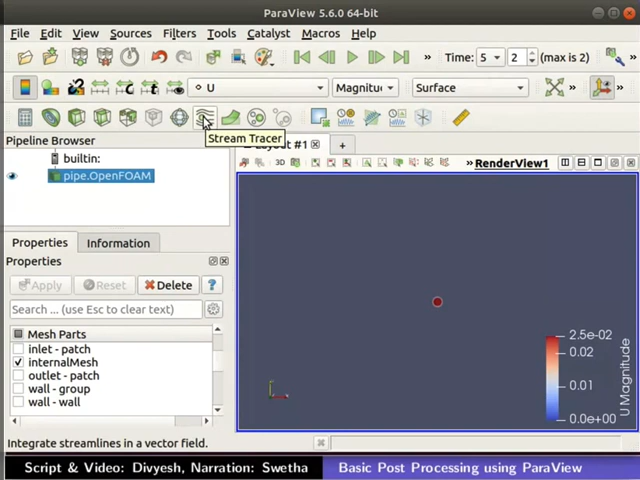 ParaView 5.6.0 64-bit
File Edit View Sources Filters Tools Catalyst Macros Help
Time: 5 2 (max is 2)
U Magnitu Surface
Stream Tracer
Pipeline Browser
builtin:
pipe.OpenFOAM
Layout #1
3D RenderView1
Properties Information
Properties
Apply Reset Delete ?
Search ... (use Esc to clear text)
Mesh Parts
inlet - patch
internalMesh
outlet - patch
wall - group
wall - wall
2.5e-02
0.02
0.01
0.0e+00
U Magnitude
Integrate streamlines in a vector field.
Script & Video: Divyesh, Narration: Swetha Basic Post Processing using ParaView